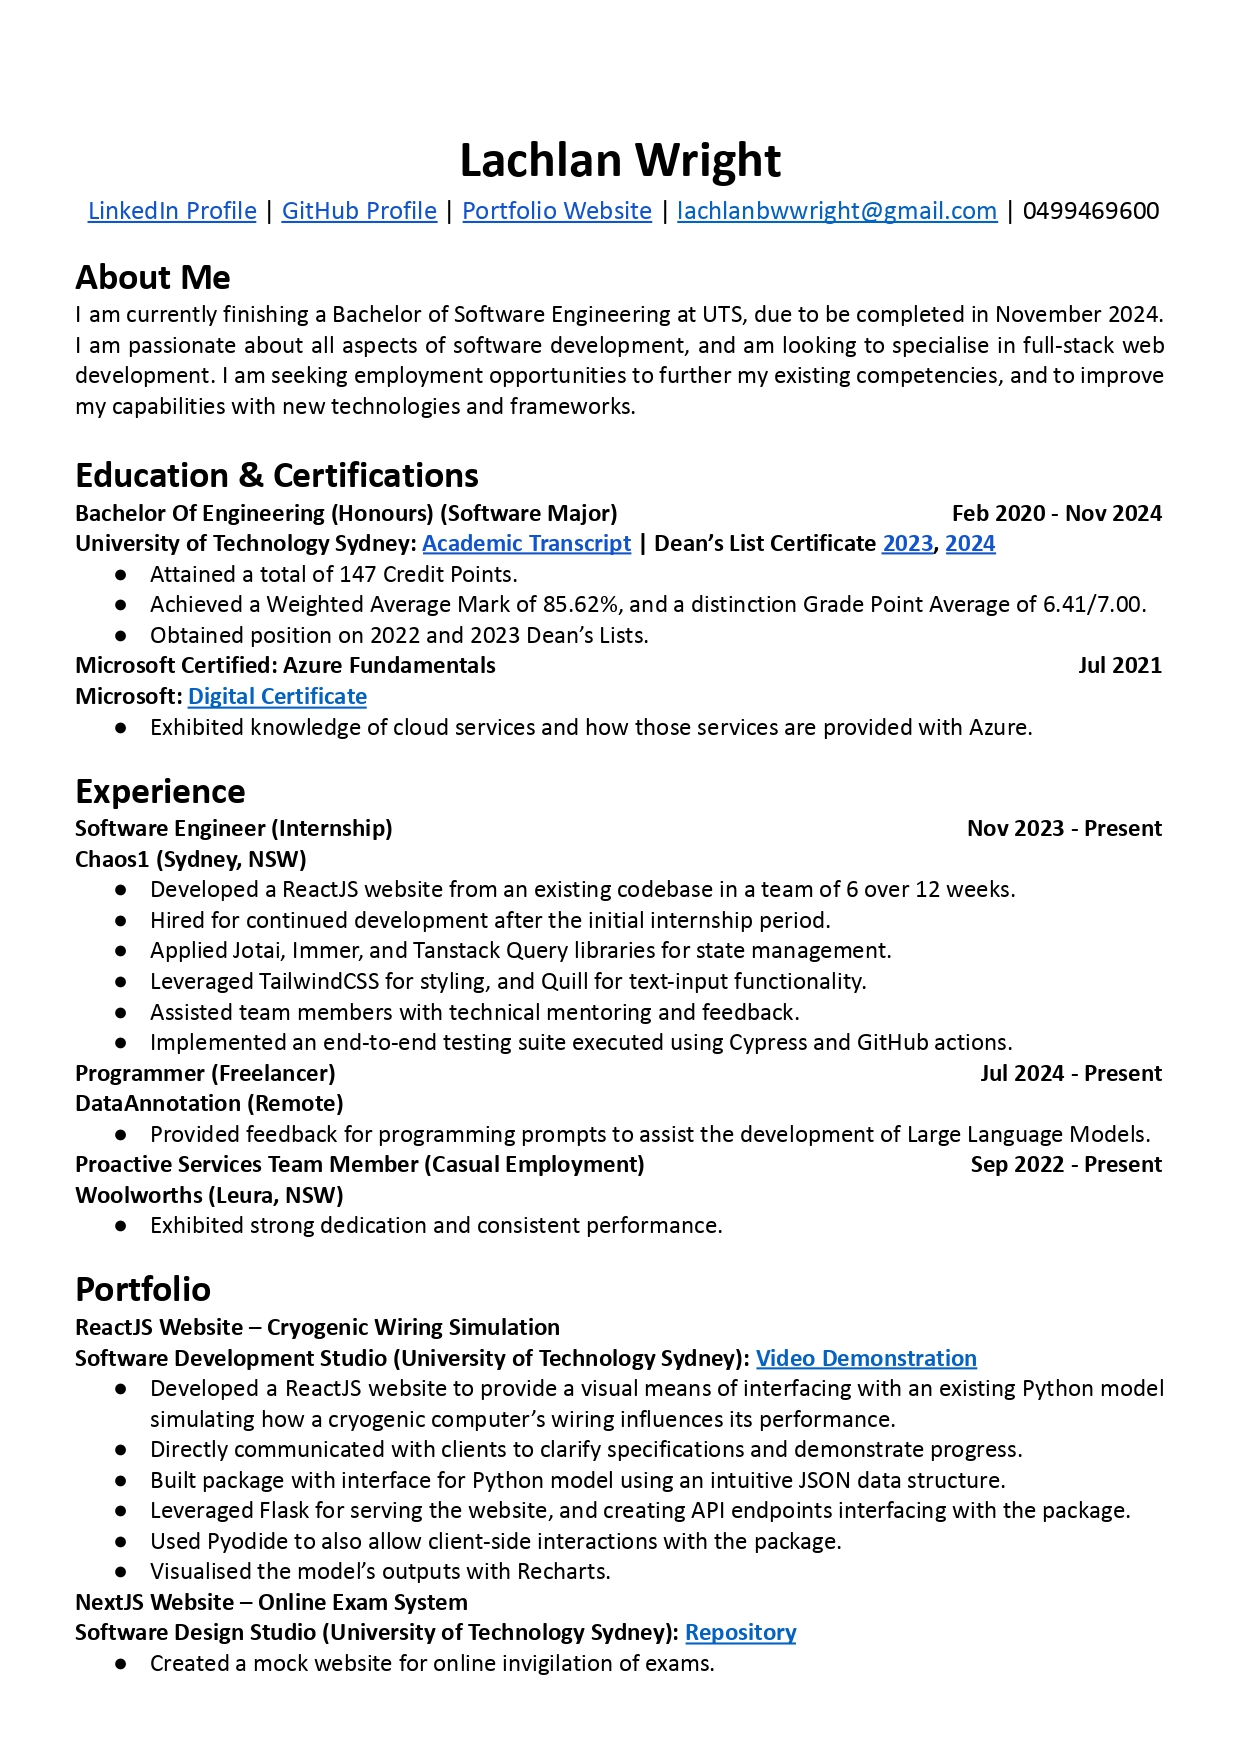 Lachlan Wright
LinkedIn Profile | GitHub Profile | Portfolio Website | lachlanbwwright@gmail.com | 0499469600
About Me
I am currently finishing a Bachelor of Software Engineering at UTS, due to be completed in November 2024.
I am passionate about all aspects of software development, and am looking to specialise in full-stack web
development. I am seeking employment opportunities to further my existing competencies, and to improve
my capabilities with new technologies and frameworks.
Education & Certifications
Bachelor Of Engineering (Honours) (Software Major) Feb 2020 - Nov 2024
University of Technology Sydney: Academic Transcript | Dean’s List Certificate 2023, 2024
● Attained a total of 147 Credit Points.
● Achieved a Weighted Average Mark of 85.62%, and a distinction Grade Point Average of 6.41/7.00.
● Obtained position on 2022 and 2023 Dean’s Lists.
Microsoft Certified: Azure Fundamentals Jul 2021
Microsoft: Digital Certificate
● Exhibited knowledge of cloud services and how those services are provided with Azure.
Experience
Software Engineer (Internship) Nov 2023 - Present
Chaos1 (Sydney, NSW)
● Developed a ReactJS website from an existing codebase in a team of 6 over 12 weeks.
● Hired for continued development after the initial internship period.
● Applied Jotai, Immer, and Tanstack Query libraries for state management.
● Leveraged TailwindCSS for styling, and Quill for text-input functionality.
● Assisted team members with technical mentoring and feedback.
● Implemented an end-to-end testing suite executed using Cypress and GitHub actions.
Programmer (Freelancer) Jul 2024 - Present
DataAnnotation (Remote)
● Provided feedback for programming prompts to assist the development of Large Language Models.
Proactive Services Team Member (Casual Employment) Sep 2022 - Present
Woolworths (Leura, NSW)
● Exhibited strong dedication and consistent performance.
Portfolio
ReactJS Website – Cryogenic Wiring Simulation
Software Development Studio (University of Technology Sydney): Video Demonstration
● Developed a ReactJS website to provide a visual means of interfacing with an existing Python model
simulating how a cryogenic computer’s wiring influences its performance.
● Directly communicated with clients to clarify specifications and demonstrate progress.
● Built package with interface for Python model using an intuitive JSON data structure.
● Leveraged Flask for serving the website, and creating API endpoints interfacing with the package.
● Used Pyodide to also allow client-side interactions with the package.
● Visualised the model’s outputs with Recharts.
NextJS Website – Online Exam System
Software Design Studio (University of Technology Sydney): Repository
● Created a mock website for online invigilation of exams.